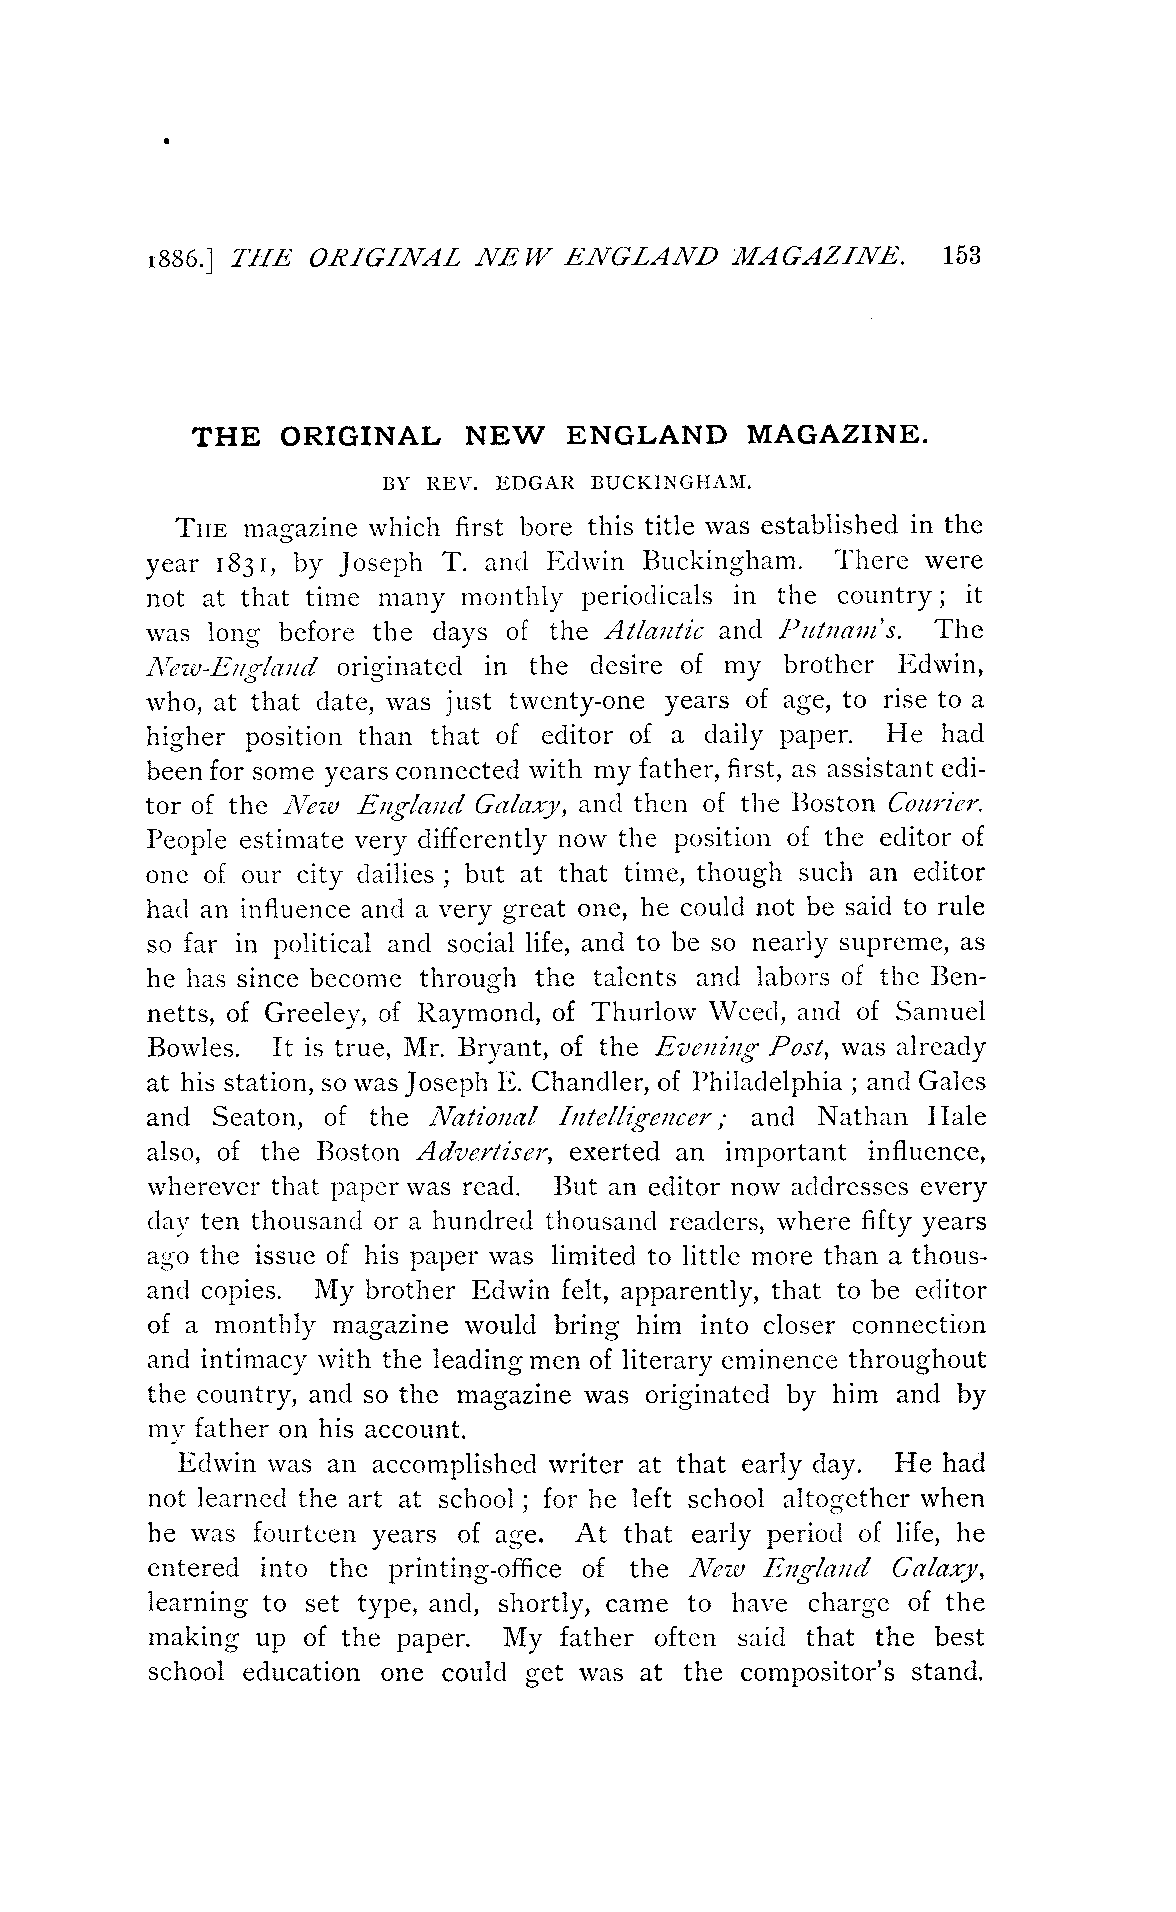 1886.] THE ORIGINAL NEW ENGLAND MAGAZINE. 153
THE ORIGINAL NEW ENGLAND MAGAZINE.
BY REV. EDGAR BUCKINGHAM.
THE magazine which first bore this title was established in the
year 1831, by Joseph T. and Edwin Buckingham. There were
not at that time many monthly periodicals in the country; it
was long before the days of the Atlantic and Putnam's. The
New-England originated in the desire of my brother Edwin,
who, at that date, was just twenty-one years of age, to rise to a
higher position than that of editor of a daily paper. He had
been for some years connected with my father, first, as assistant edi-
tor of the New England Galaxy, and then of the Boston Courier.
People estimate very differently now the position of the editor of
one of our city dailies; but at that time, though such an editor
had an influence and a very great one, he could not be said to rule
so far in political and social life, and to be so nearly supreme, as
he has since become through the talents and labors of the Ben-
netts, of Greeley, of Raymond, of Thurlow Weed, and of Samuel
Bowles. It is true, Mr. Bryant, of the Evening Post, was already
at his station, so was Joseph E. Chandler, of Philadelphia; and Gales
and Seaton, of the National Intelligencer; and Nathan Hale
also, of the Boston Advertiser, exerted an important influence,
wherever that paper was read. But an editor now addresses every
day ten thousand or a hundred thousand readers, where fifty years
ago the issue of his paper was limited to little more than a thous-
and copies. My brother Edwin felt, apparently, that to be editor
of a monthly magazine would bring him into closer connection
and intimacy with the leading men of literary eminence throughout
the country, and so the magazine was originated by him and by
my father on his account.
Edwin was an accomplished writer at that early day. He had
not learned the art at school; for he left school altogether when
he was fourteen years of age. At that early period of life, he
entered into the printing-office of the New England Galaxy,
learning to set type, and, shortly, came to have charge of the
making up of the paper. My father often said that the best
school education one could get was at the compositor's stand.